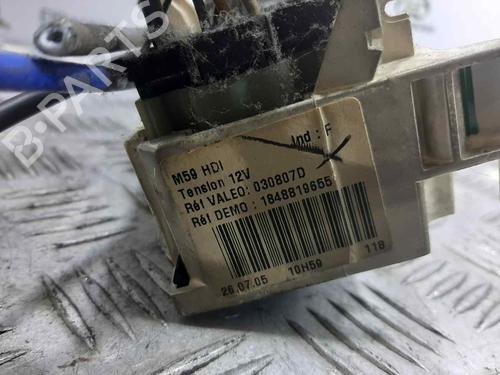 Ind : F
M59 HDI
Tension 12V
Réf VALEO: 030807D
Réf DEMO : 1848819655
26.07.05 10H59 118
B-PARTS